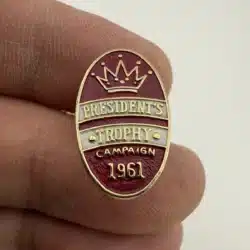 PRESIDENT'S
TROPHY
CAMPAIGN
1961